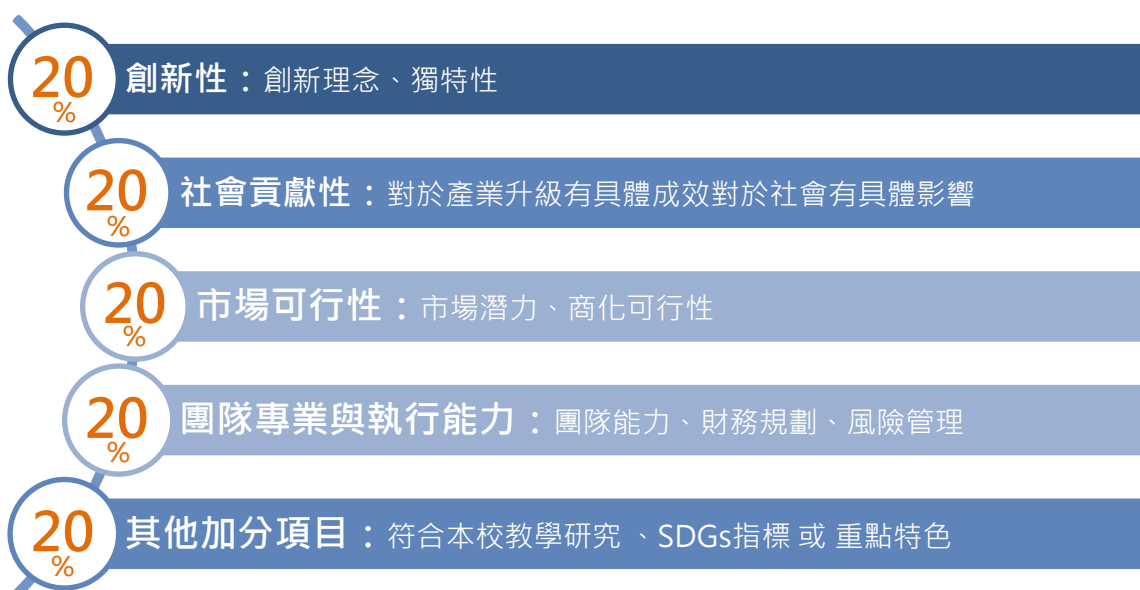 20
%
創新性：創新理念、獨特性
20
%
社會貢獻性：對於產業升級有具體成效對於社會有具體影響
20
%
市場可行性：市場潛力、商化可行性
20
%
團隊專業與執行能力：團隊能力、財務規劃、風險管理
20
%
其他加分項目：符合本校教學研究 、SDGs指標 或 重點特色